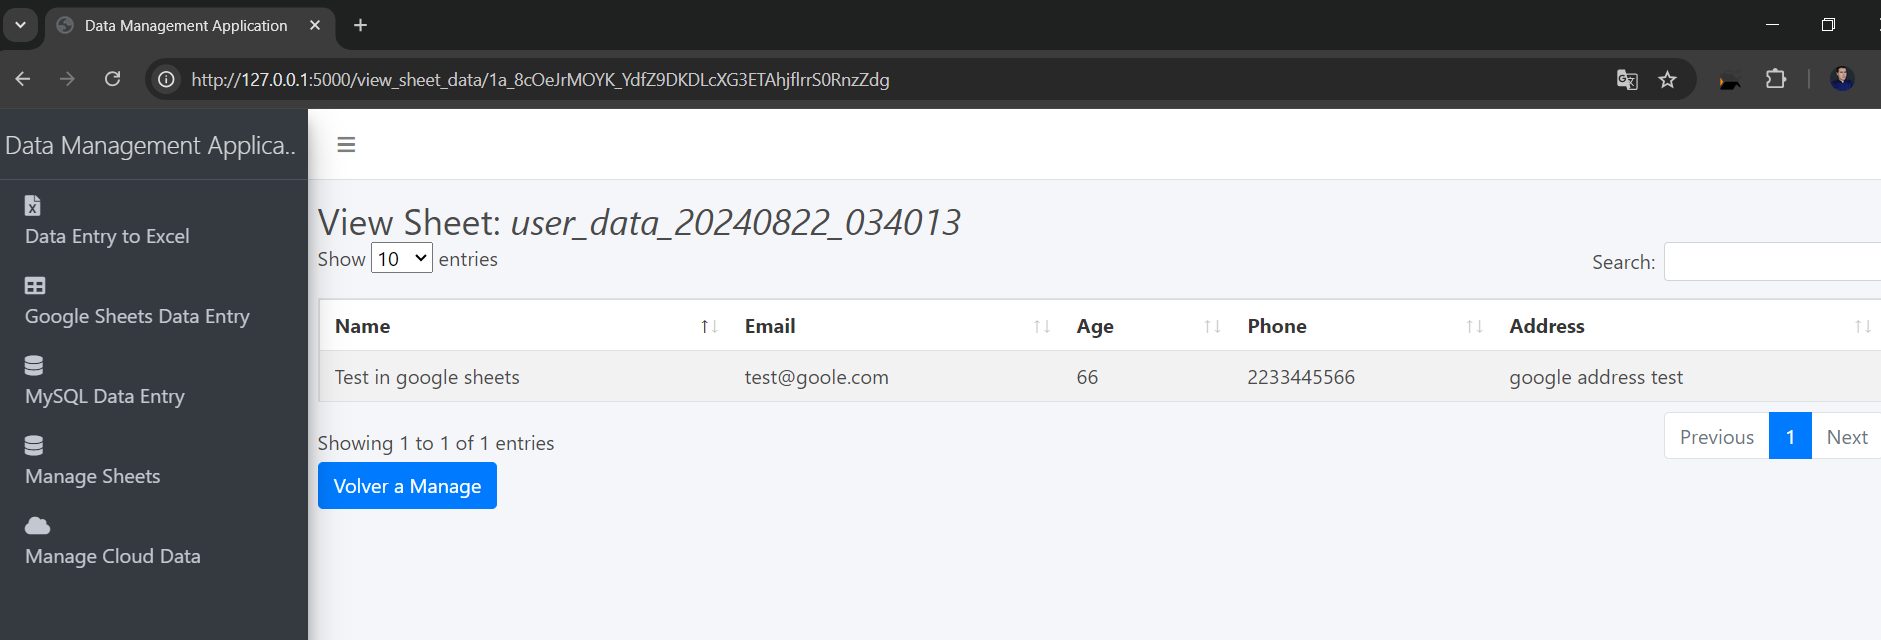 Data Management Application
http://127.0.0.1:5000/view_sheet_data/1a_8cOeJrMOYK_YdfZ9DKDLcXG3ETAhjflrrS0RnzZdg
Data Management Applica..
View Sheet: user_data_20240822_034013
Data Entry to Excel
Show 10 entries
Search:
Google Sheets Data Entry
Name Email Age Phone Address
Test in google sheets test@goole.com 66 2233445566 google address test
MySQL Data Entry
Showing 1 to 1 of 1 entries
Previous 1 Next
Manage Sheets
Volver a Manage
Manage Cloud Data